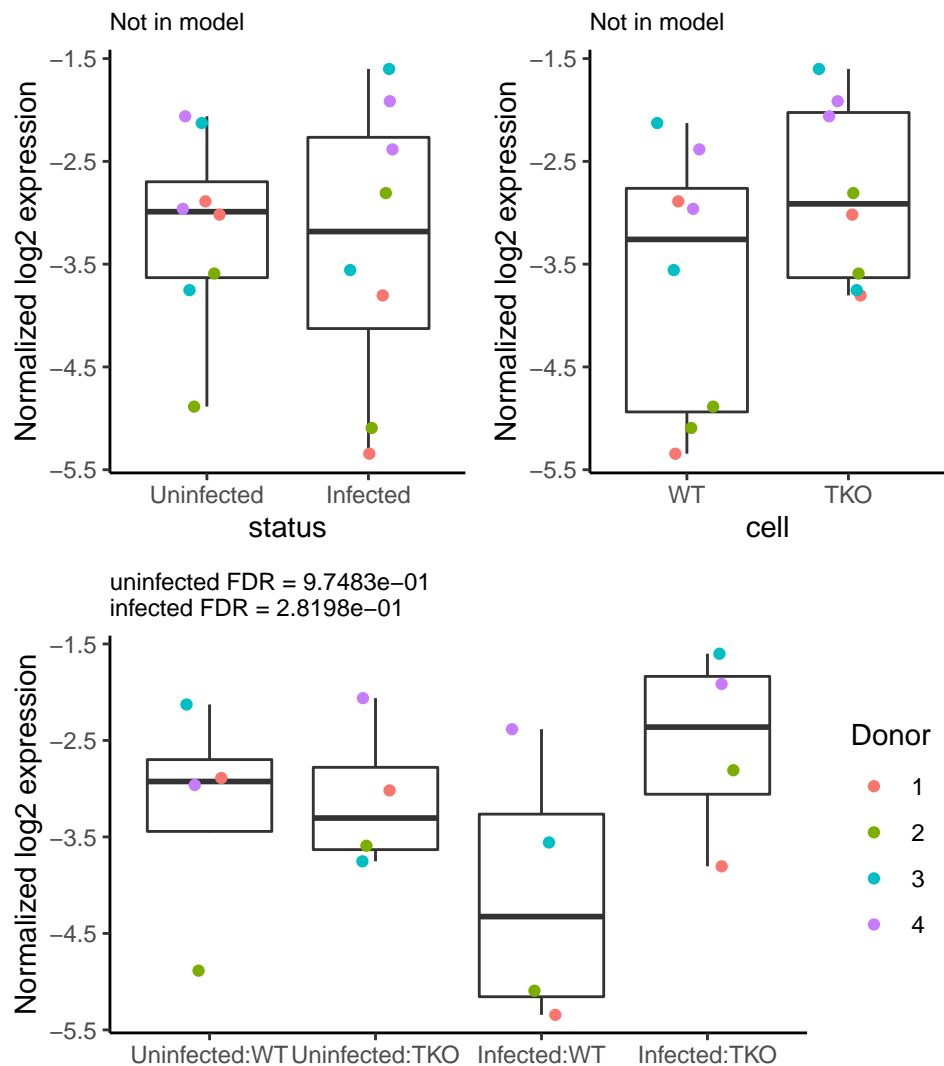 Not in model
Normalized log2 expression
−1.5
−2.5
−3.5
−4.5
−5.5
Uninfected
Infected
status
Not in model
Normalized log2 expression
−1.5
−2.5
−3.5
−4.5
−5.5
WT
TKO
cell
uninfected FDR = 9.7483e−01
infected FDR = 2.8198e−01
Normalized log2 expression
−1.5
−2.5
−3.5
−4.5
−5.5
Uninfected:WT
Uninfected:TKO
Infected:WT
Infected:TKO
Donor
1
2
3
4